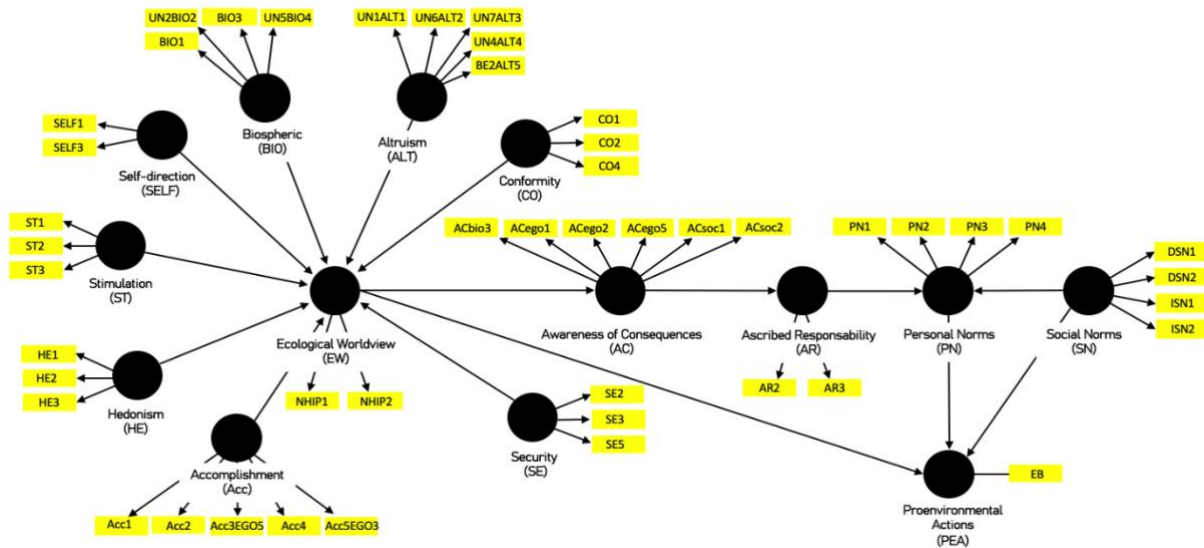 UN2BIO2
BIO3
UN5BIO4
BIO1
UN1ALT1
UN6ALT2
UN7ALT3
UN4ALT4
BE2ALT5
Biospheric
(BIO)
Altruism
(ALT)
SELF1
SELF3
Self-direction
(SELF)
CO1
CO2
CO4
Conformity
(CO)
ST1
ST2
ST3
Stimulation
(ST)
ACbio3
ACego1
ACego2
ACego5
ACsoc1
ACsoc2
PN1
PN2
PN3
PN4
DSN1
DSN2
ISN1
ISN2
Ecological Worldview
(EW)
Awareness of Consequences
(AC)
Ascribed Responsability
(AR)
Personal Norms
(PN)
Social Norms
(SN)
HE1
HE2
HE3
Hedonism
(HE)
NHIP1
NHIP2
AR2
AR3
SE2
SE3
SE5
Security
(SE)
Accomplishment
(Acc)
Acc1
Acc2
Acc3EGO5
Acc4
Acc5EGO3
EB
Proenvironmental
Actions
(PEA)